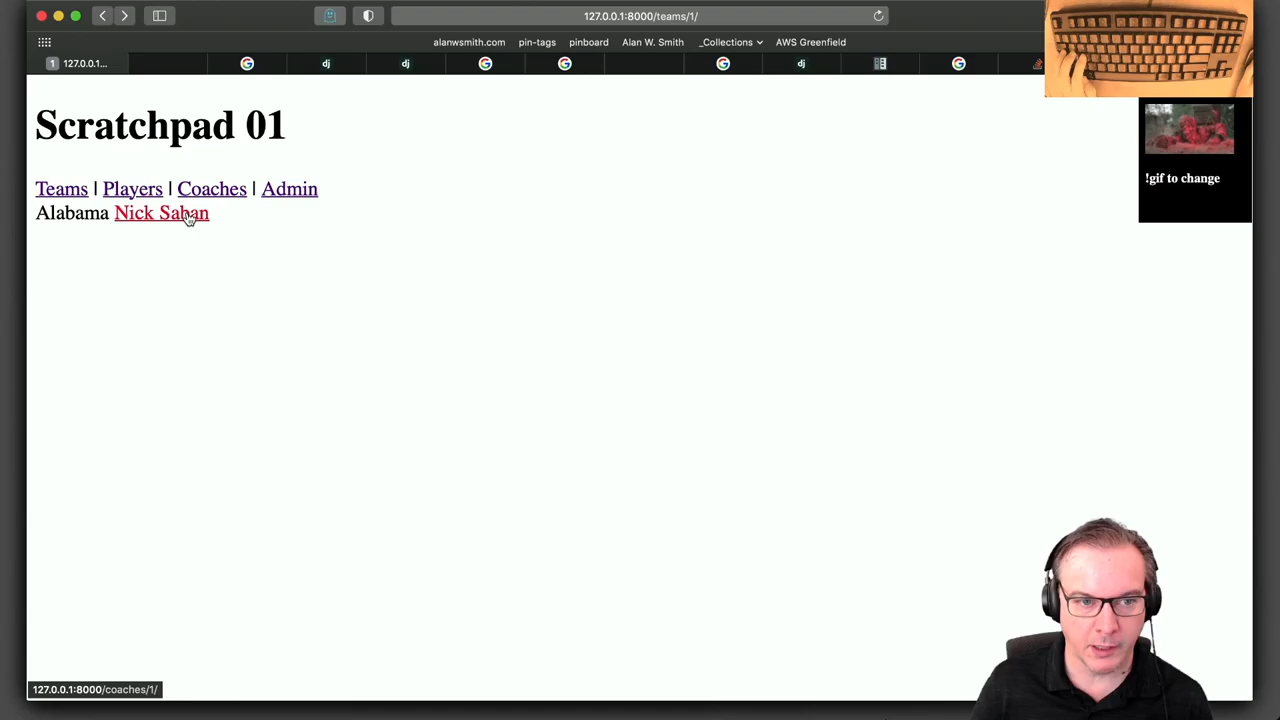 127.0.0.1:8000/teams/1/
alanwsmith.com pin-tags pinboard Alan W. Smith _Collections AWS Greenfield
1 127.0.0.1... G dj dj G G G dj G
Scratchpad 01
Teams | Players | Coaches | Admin
Alabama Nick Saban
!gif to change
127.0.0.1:8000/coaches/1/